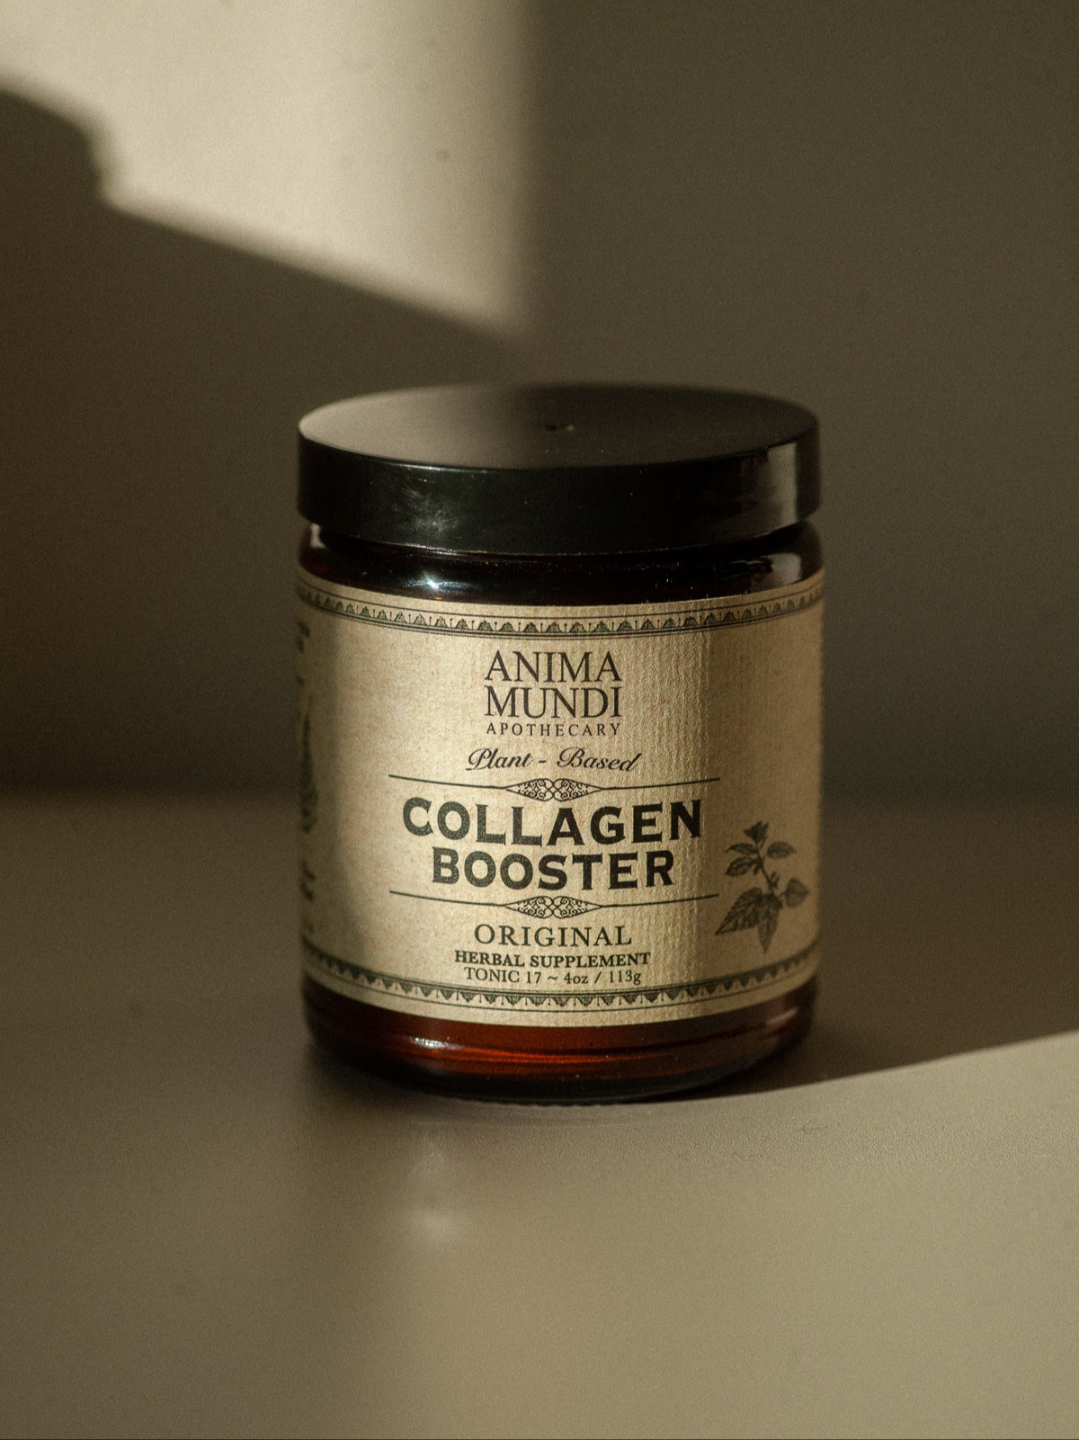 ANIMA
MUNDI
APOTHECARY
Plant - Based
COLLAGEN
BOOSTER
ORIGINAL
HERBAL SUPPLEMENT
TONIC 17 ~ 4oz / 113g